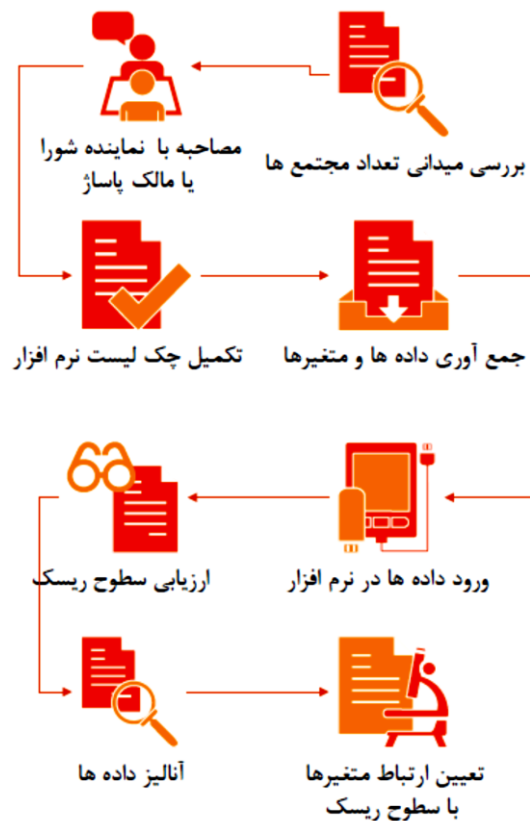 بررسی میدانی تعداد مجتمع ها
مصاحبه با نماینده شورا
یا مالک پاساژ
تکمیل چک لیست نرم افزار
جمع آوری داده ها و متغیرها
ورود داده ها در نرم افزار
ارزیابی سطوح ریسک
آنالیز داده ها
تعیین ارتباط متغیرها
با سطوح ریسک